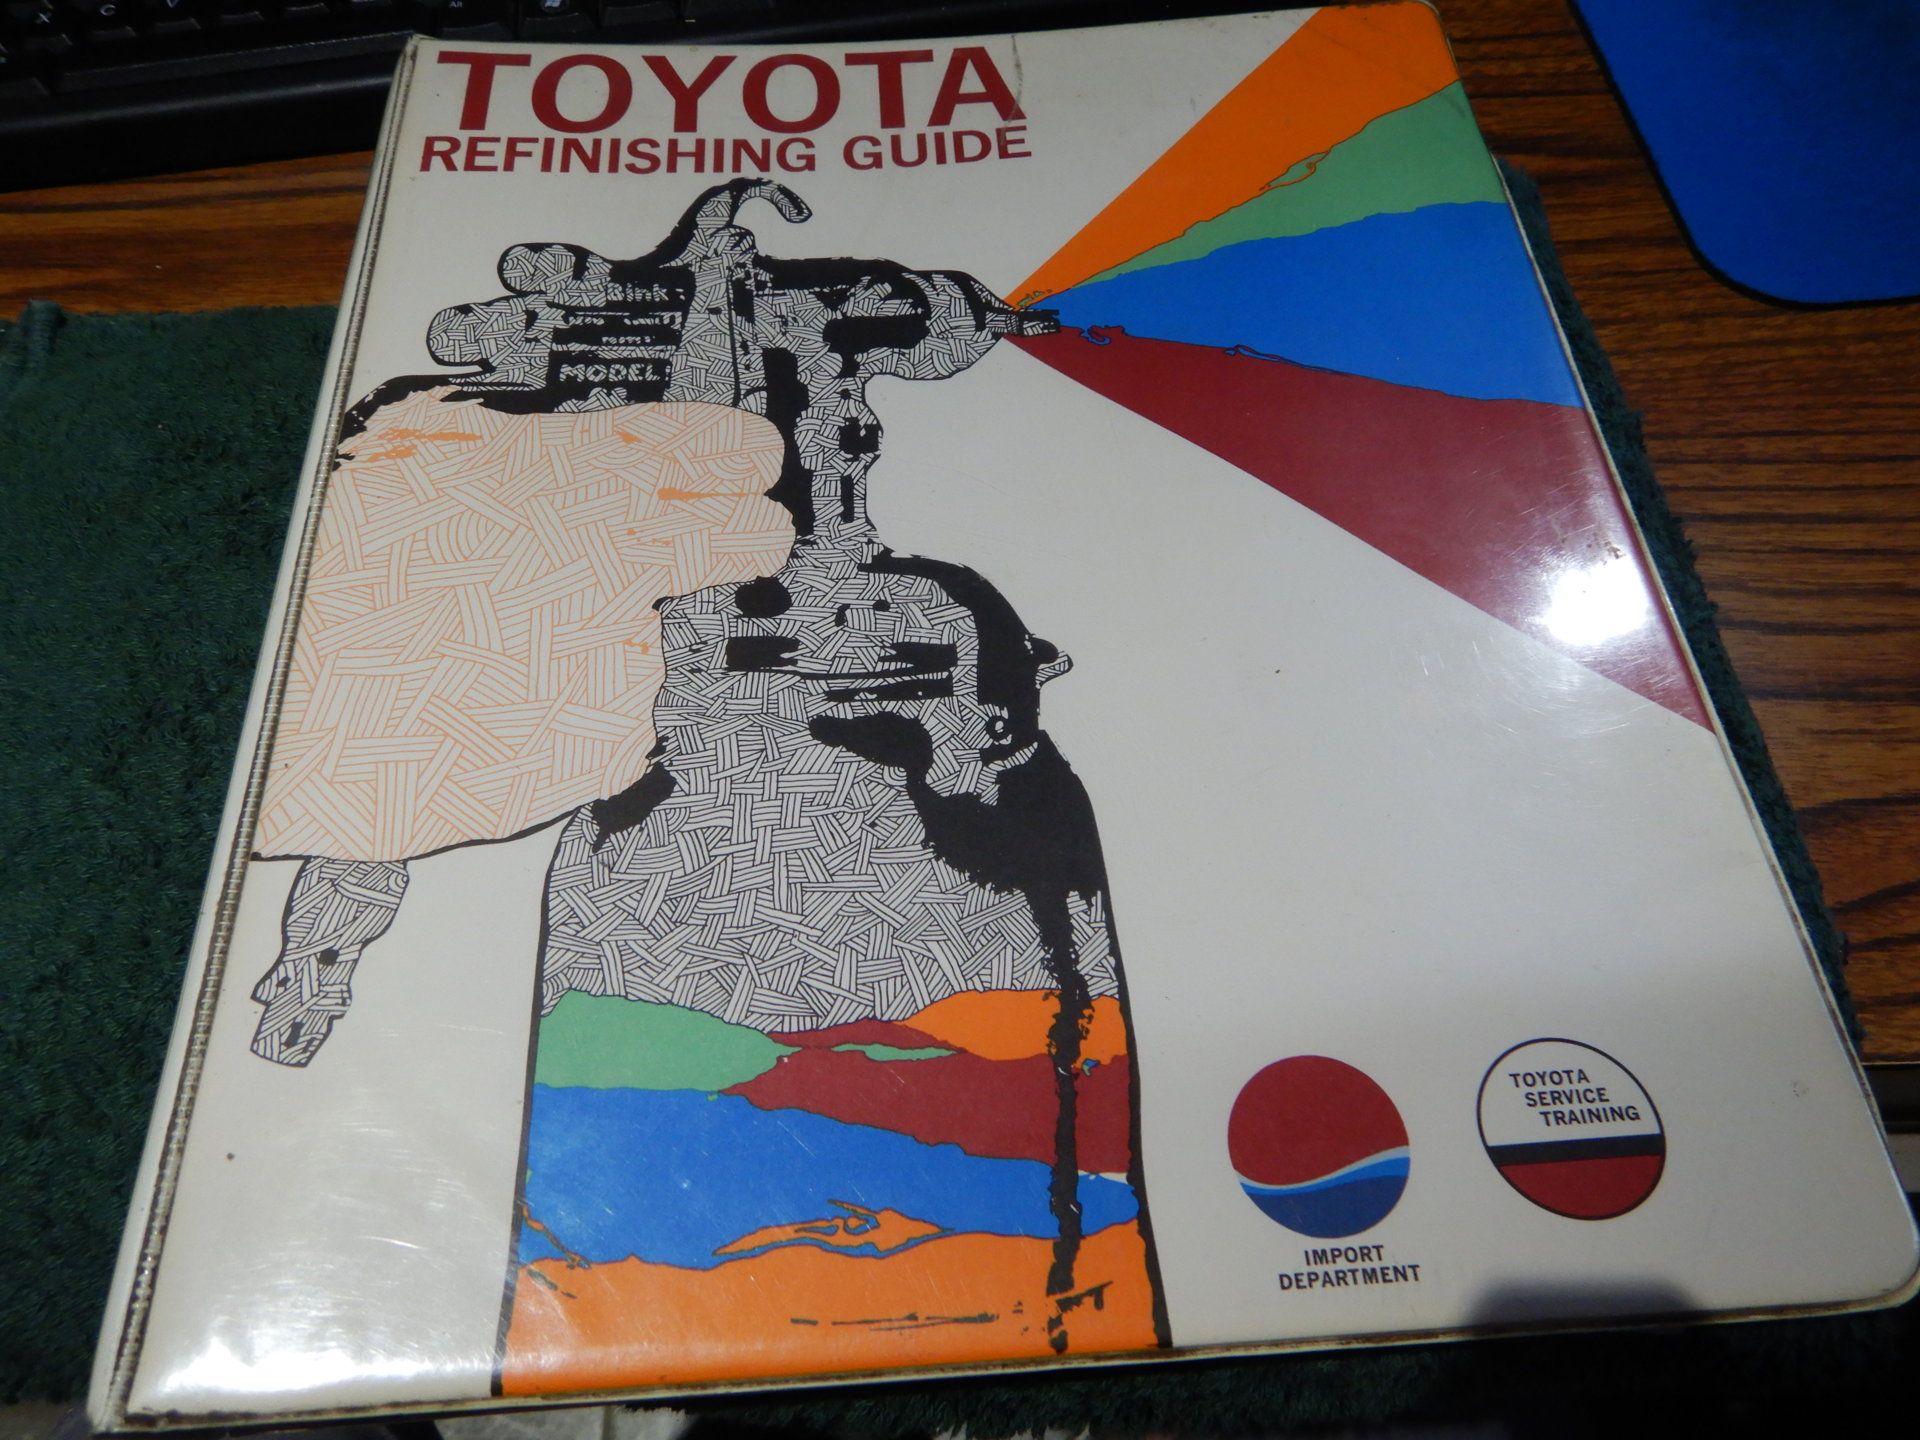 TOYOTA
REFINISHING GUIDE
MODEL
TOYOTA
SERVICE
TRAINING
IMPORT
DEPARTMENT